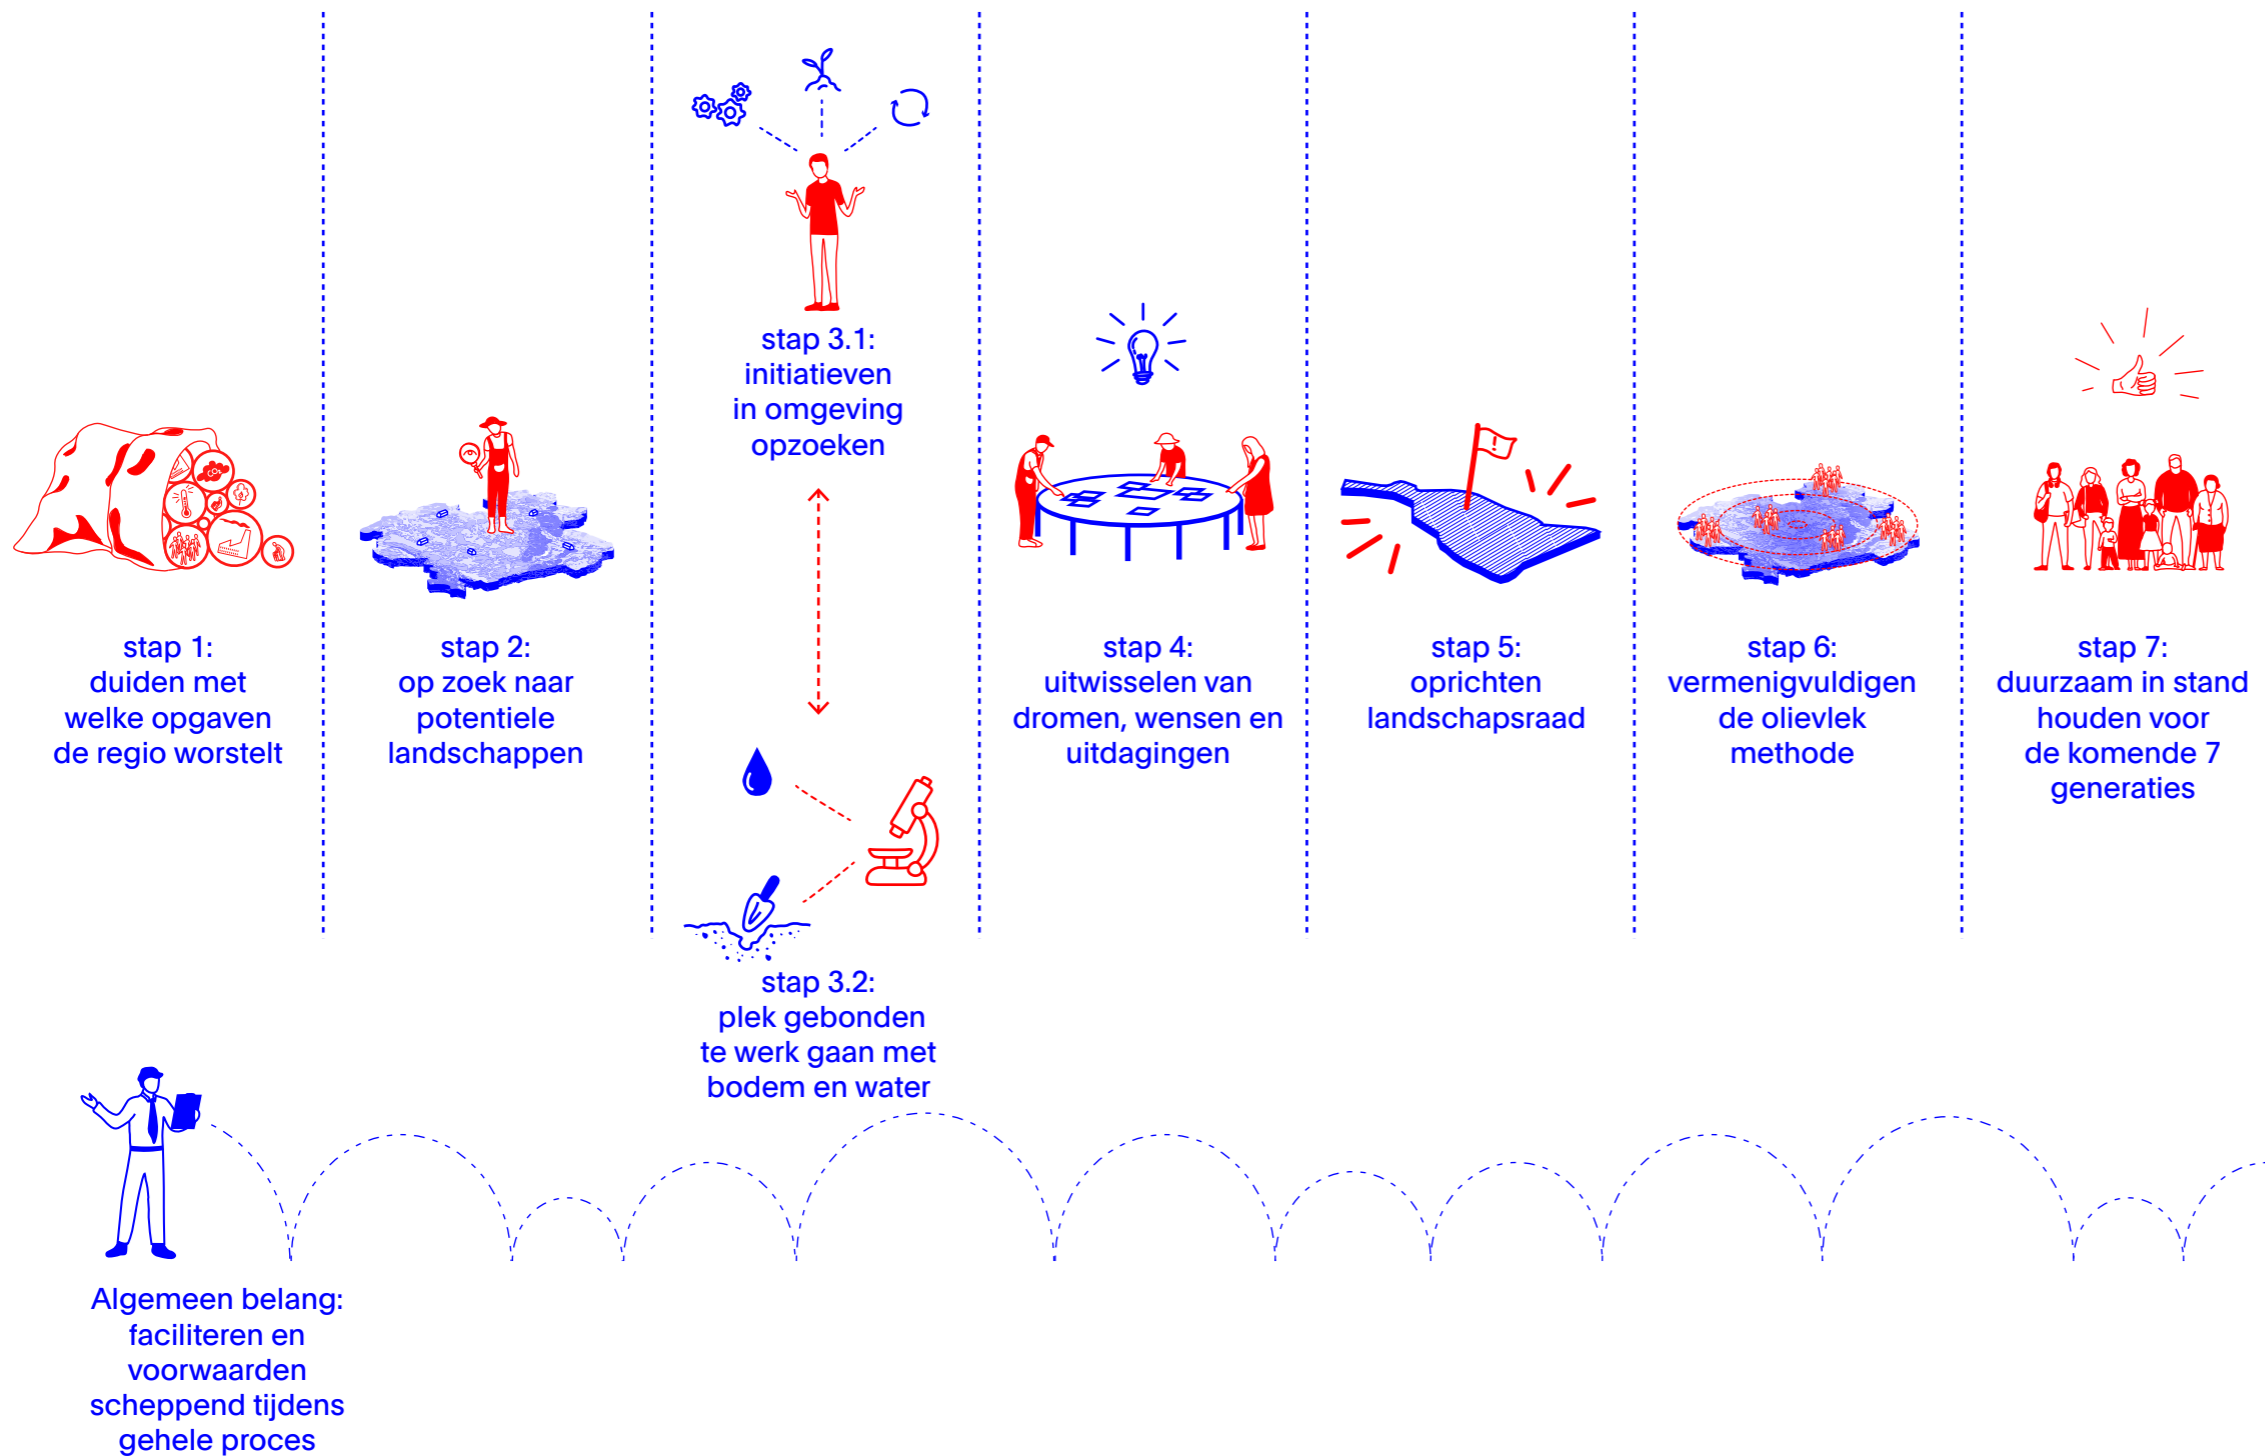 stap 1:
duiden met
welke opgaven
de regio worstelt
stap 2:
op zoek naar
potentiele
landschappen
stap 3.1:
initiatieven
in omgeving
opzoeken
stap 3.2:
plek gebonden
te werk gaan met
bodem en water
stap 4:
uitwisselen van
dromen, wensen en
uitdagingen
stap 5:
oprichten
landschapsraad
stap 6:
vermenigvuldigen
de olievlek
methode
stap 7:
duurzaam in stand
houden voor
de komende 7
generaties
Algemeen belang:
faciliteren en
voorwaarden
scheppend tijdens
gehele proces